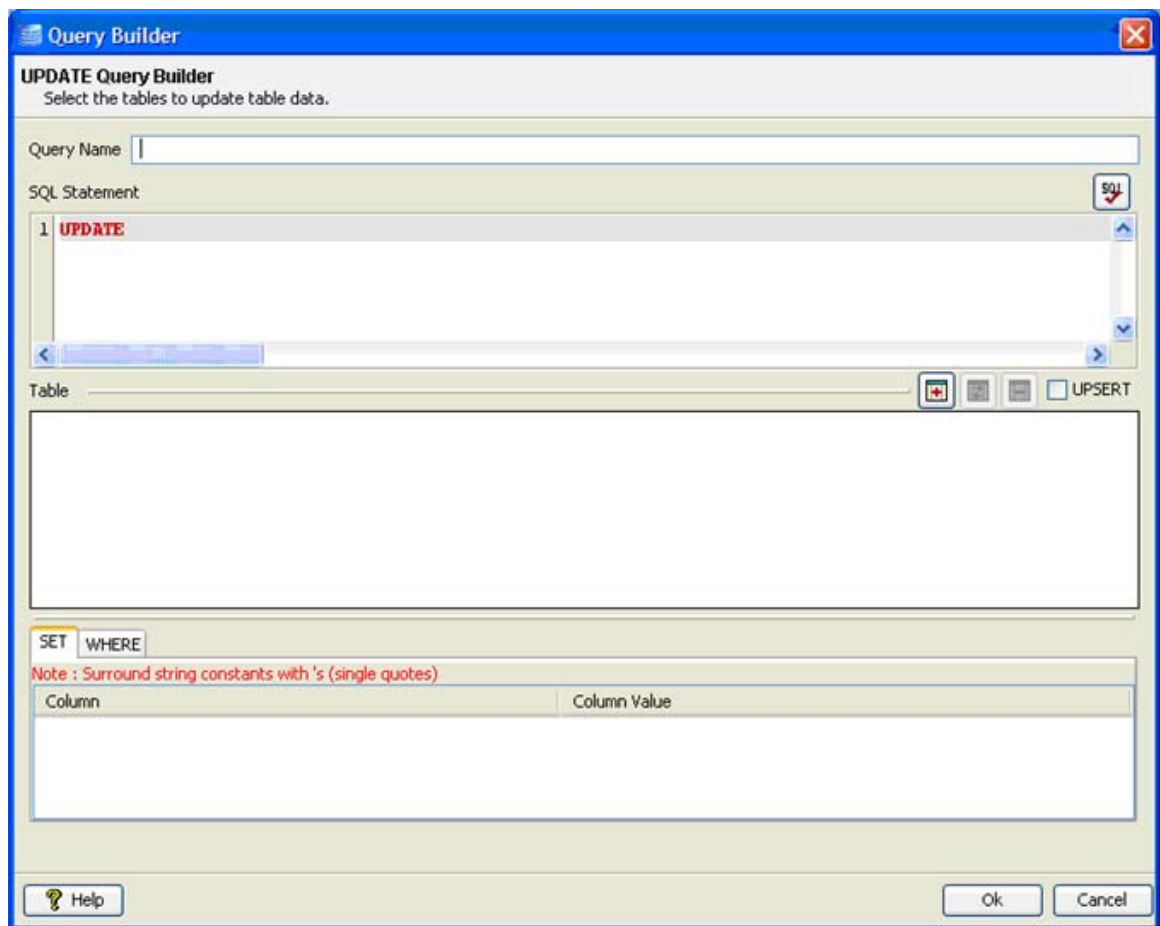 Query Builder
UPDATE Query Builder
Select the tables to update table data.
Query Name
SQL Statement
SQL
1 UPDATE
Table
UPSERT
SET WHERE
Note : Surround string constants with 's (single quotes)
Column Column Value
Help Ok Cancel